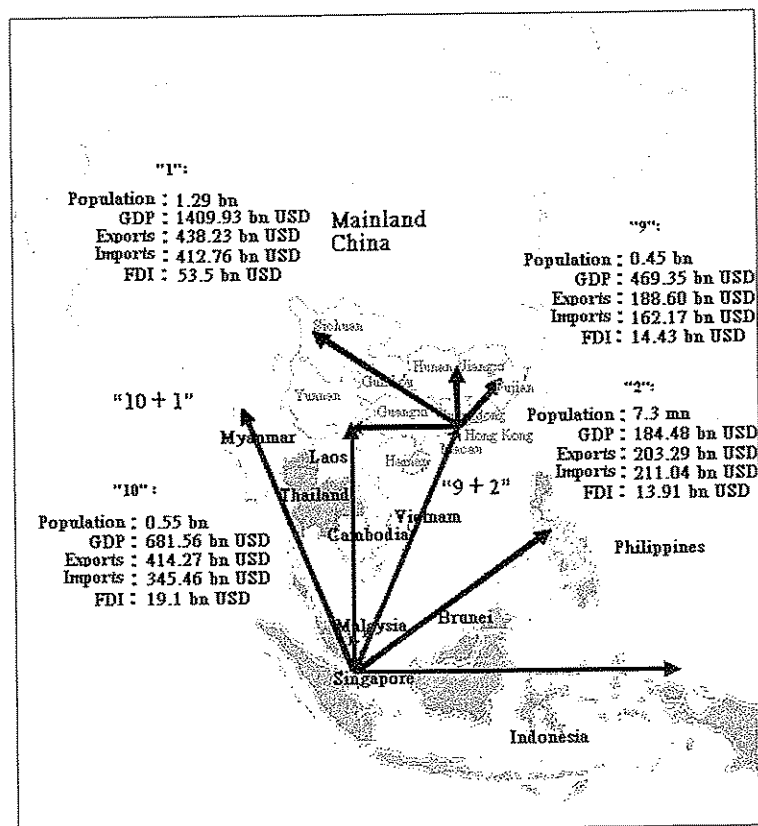 "1":
Population : 1.29 bn
GDP : 1409.93 bn USD
Exports : 438.23 bn USD
Imports : 412.76 bn USD
FDI : 53.5 bn USD
Mainland
China
"9":
Population : 0.45 bn
GDP : 469.35 bn USD
Exports : 188.60 bn USD
Imports : 162.17 bn USD
FDI : 14.43 bn USD
Sichuan
Hunan
Jiangxi
Fujian
Yunnan
Guangxi
Hong Kong
Macau
Hainan
"2":
Population : 7.3 mn
GDP : 184.48 bn USD
Exports : 203.29 bn USD
Imports : 211.04 bn USD
FDI : 13.91 bn USD
"10 + 1"
Myanmar
Laos
Thailand
"9 + 2"
Vietnam
Cambodia
"10":
Population : 0.55 bn
GDP : 681.56 bn USD
Exports : 414.27 bn USD
Imports : 345.46 bn USD
FDI : 19.1 bn USD
Philippines
Malaysia
Brunei
Singapore
Indonesia